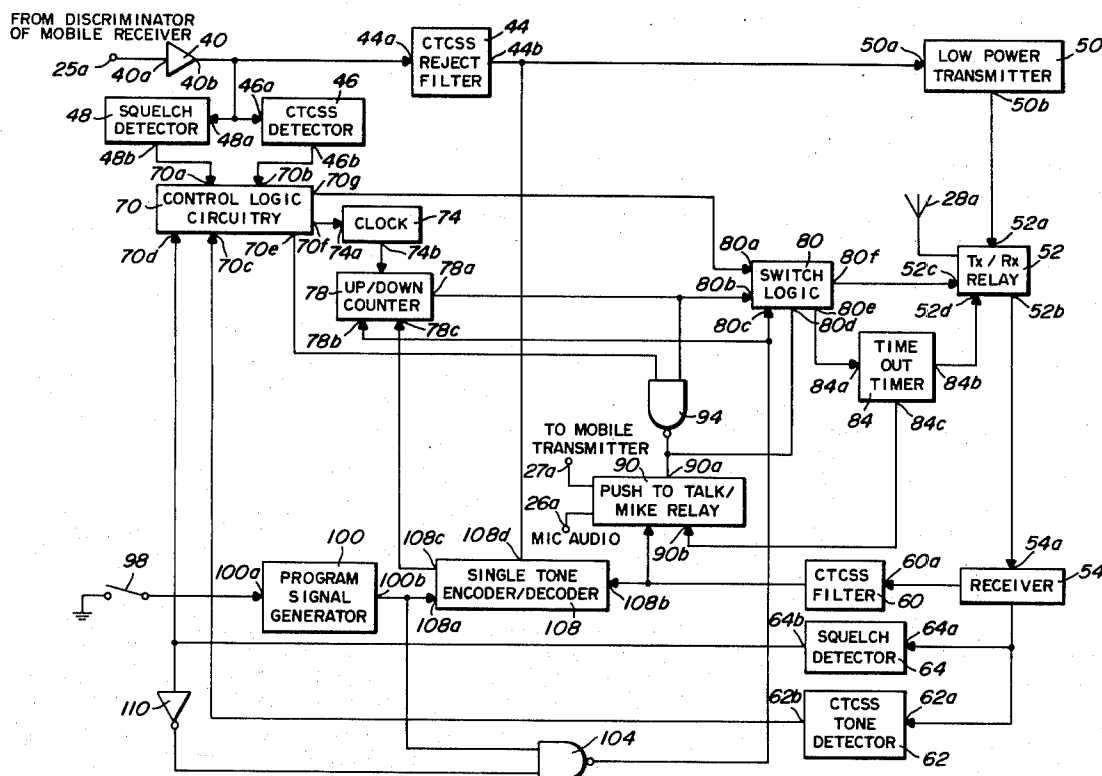 FROM DISCRIMINATOR
OF MOBILE RECEIVER
25a
40a
40
40b
44a
44
CTCSS
REJECT
FILTER
44b
50a
50
LOW POWER
TRANSMITTER
50b
48
SQUELCH
DETECTOR
48a
48b
46a
46
CTCSS
DETECTOR
46b
70a
70b
70g
70
CONTROL LOGIC
CIRCUITRY
70f
70d
70c
70e
74a
CLOCK
74
74b
78
UP/DOWN
COUNTER
78a
78b
78c
80a
80
80b
SWITCH
LOGIC
80f
80c
80d
80e
28a
52a
52c
Tx / Rx
RELAY
52
52d
52b
84a
TIME
OUT
TIMER
84b
84
84c
94
TO MOBILE
TRANSMITTER
27a
90
90a
PUSH TO TALK/
MIKE RELAY
26a
MIC AUDIO
90b
98
100a
100
PROGRAM
SIGNAL
GENERATOR
100b
108c
108d
SINGLE TONE
ENCODER/DECODER
108a
108
108b
CTCSS
FILTER
60a
60
54a
RECEIVER
54
64b
SQUELCH
DETECTOR
64a
64
110
62b
CTCSS
TONE
DETECTOR
62a
62
104